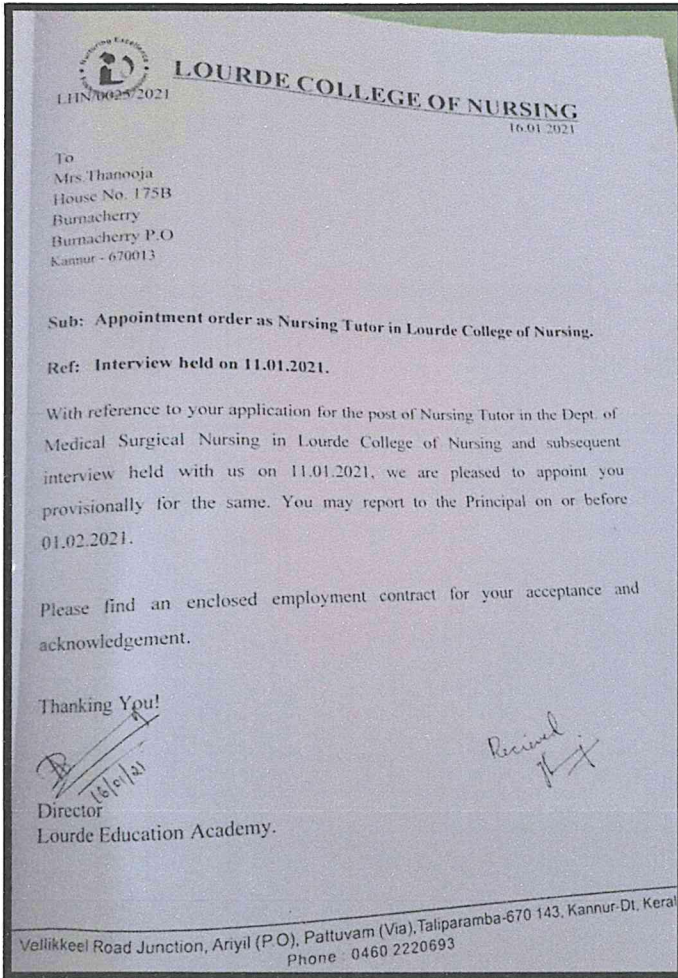 Nurturing Excellence
LHN/0025/2021
LOURDE COLLEGE OF NURSING
16.01.2021
To
Mrs.Thanooja
House No. 175B
Burnacherry
Burnacherry P.O
Kannur - 670013
Sub: Appointment order as Nursing Tutor in Lourde College of Nursing.
Ref: Interview held on 11.01.2021.
With reference to your application for the post of Nursing Tutor in the Dept. of
Medical Surgical Nursing in Lourde College of Nursing and subsequent
interview held with us on 11.01.2021, we are pleased to appoint you
provisionally for the same. You may report to the Principal on or before
01.02.2021.
Please find an enclosed employment contract for your acceptance and
acknowledgement.
Thanking You!
16/01/21
Recieved
Director
Lourde Education Academy.
Vellikkeel Road Junction, Ariyil (P.O), Pattuvam (Via),Taliparamba-670 143, Kannur-Dt, Keral
Phone : 0460 2220693